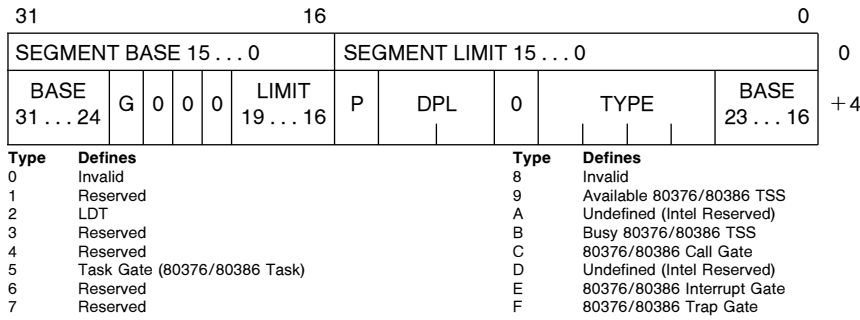 31 16 0
SEGMENT BASE 15 . . . 0 SEGMENT LIMIT 15 . . . 0 0
BASE 31 . . . 24 G 0 0 0 LIMIT 19 . . . 16 P DPL 0 TYPE BASE 23 . . . 16 +4
Type Defines Type Defines
0 Invalid 8 Invalid
1 Reserved 9 Available 80376/80386 TSS
2 LDT A Undefined (Intel Reserved)
3 Reserved B Busy 80376/80386 TSS
4 Reserved C 80376/80386 Call Gate
5 Task Gate (80376/80386 Task) D Undefined (Intel Reserved)
6 Reserved E 80376/80386 Interrupt Gate
7 Reserved F 80376/80386 Trap Gate